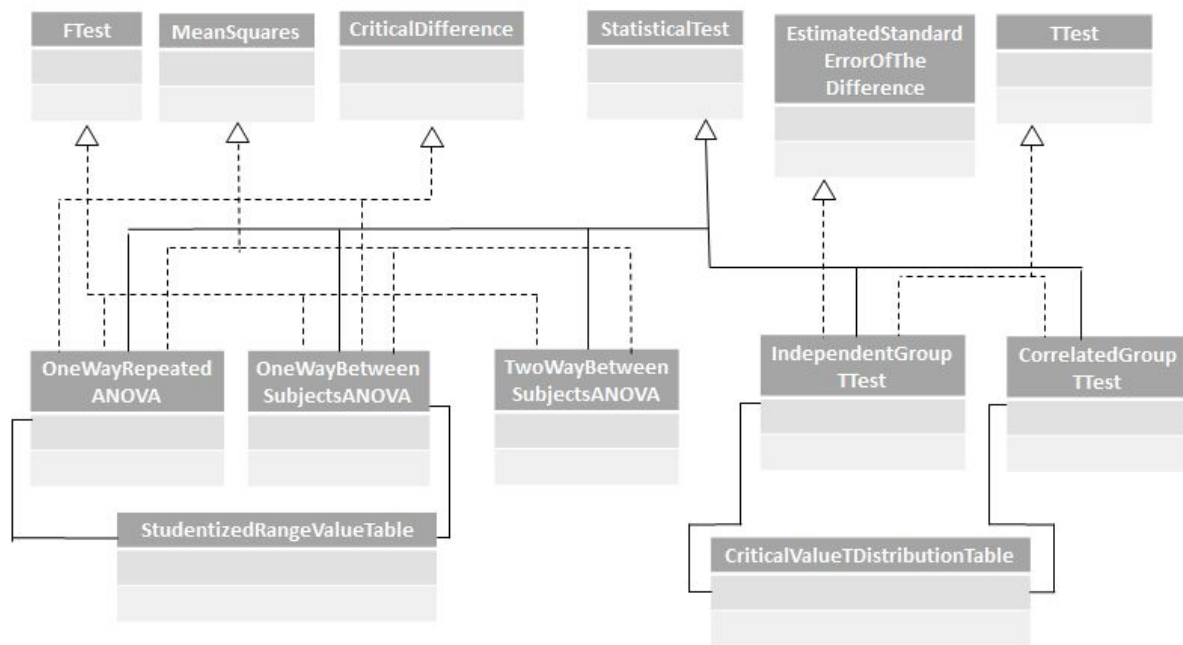 FTest
MeanSquares
CriticalDifference
StatisticalTest
EstimatedStandard
ErrorOfThe
Difference
TTest
OneWayRepeated
ANOVA
OneWayBetween
SubjectsANOVA
TwoWayBetween
SubjectsANOVA
IndependentGroup
TTest
CorrelatedGroup
TTest
StudentizedRangeValueTable
CriticalValueTDistributionTable